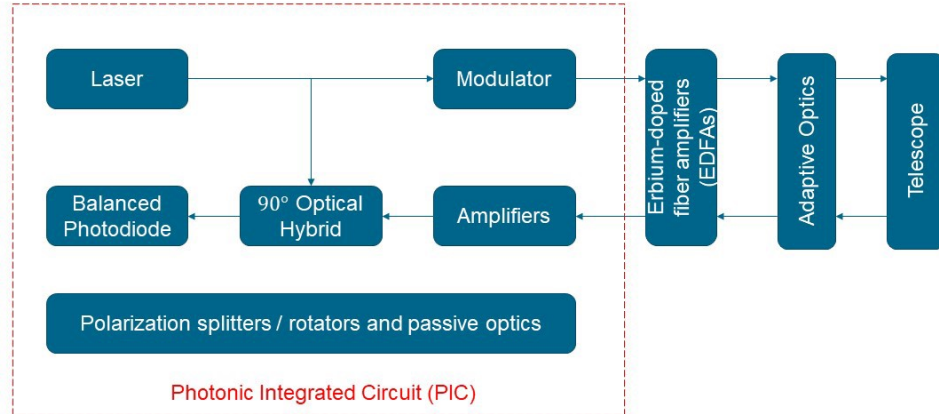 Laser
Modulator
Erbium-doped
fiber amplifiers
(EDFAs)
Adaptive Optics
Telescope
Balanced
Photodiode
90° Optical
Hybrid
Amplifiers
Polarization splitters / rotators and passive optics
Photonic Integrated Circuit (PIC)